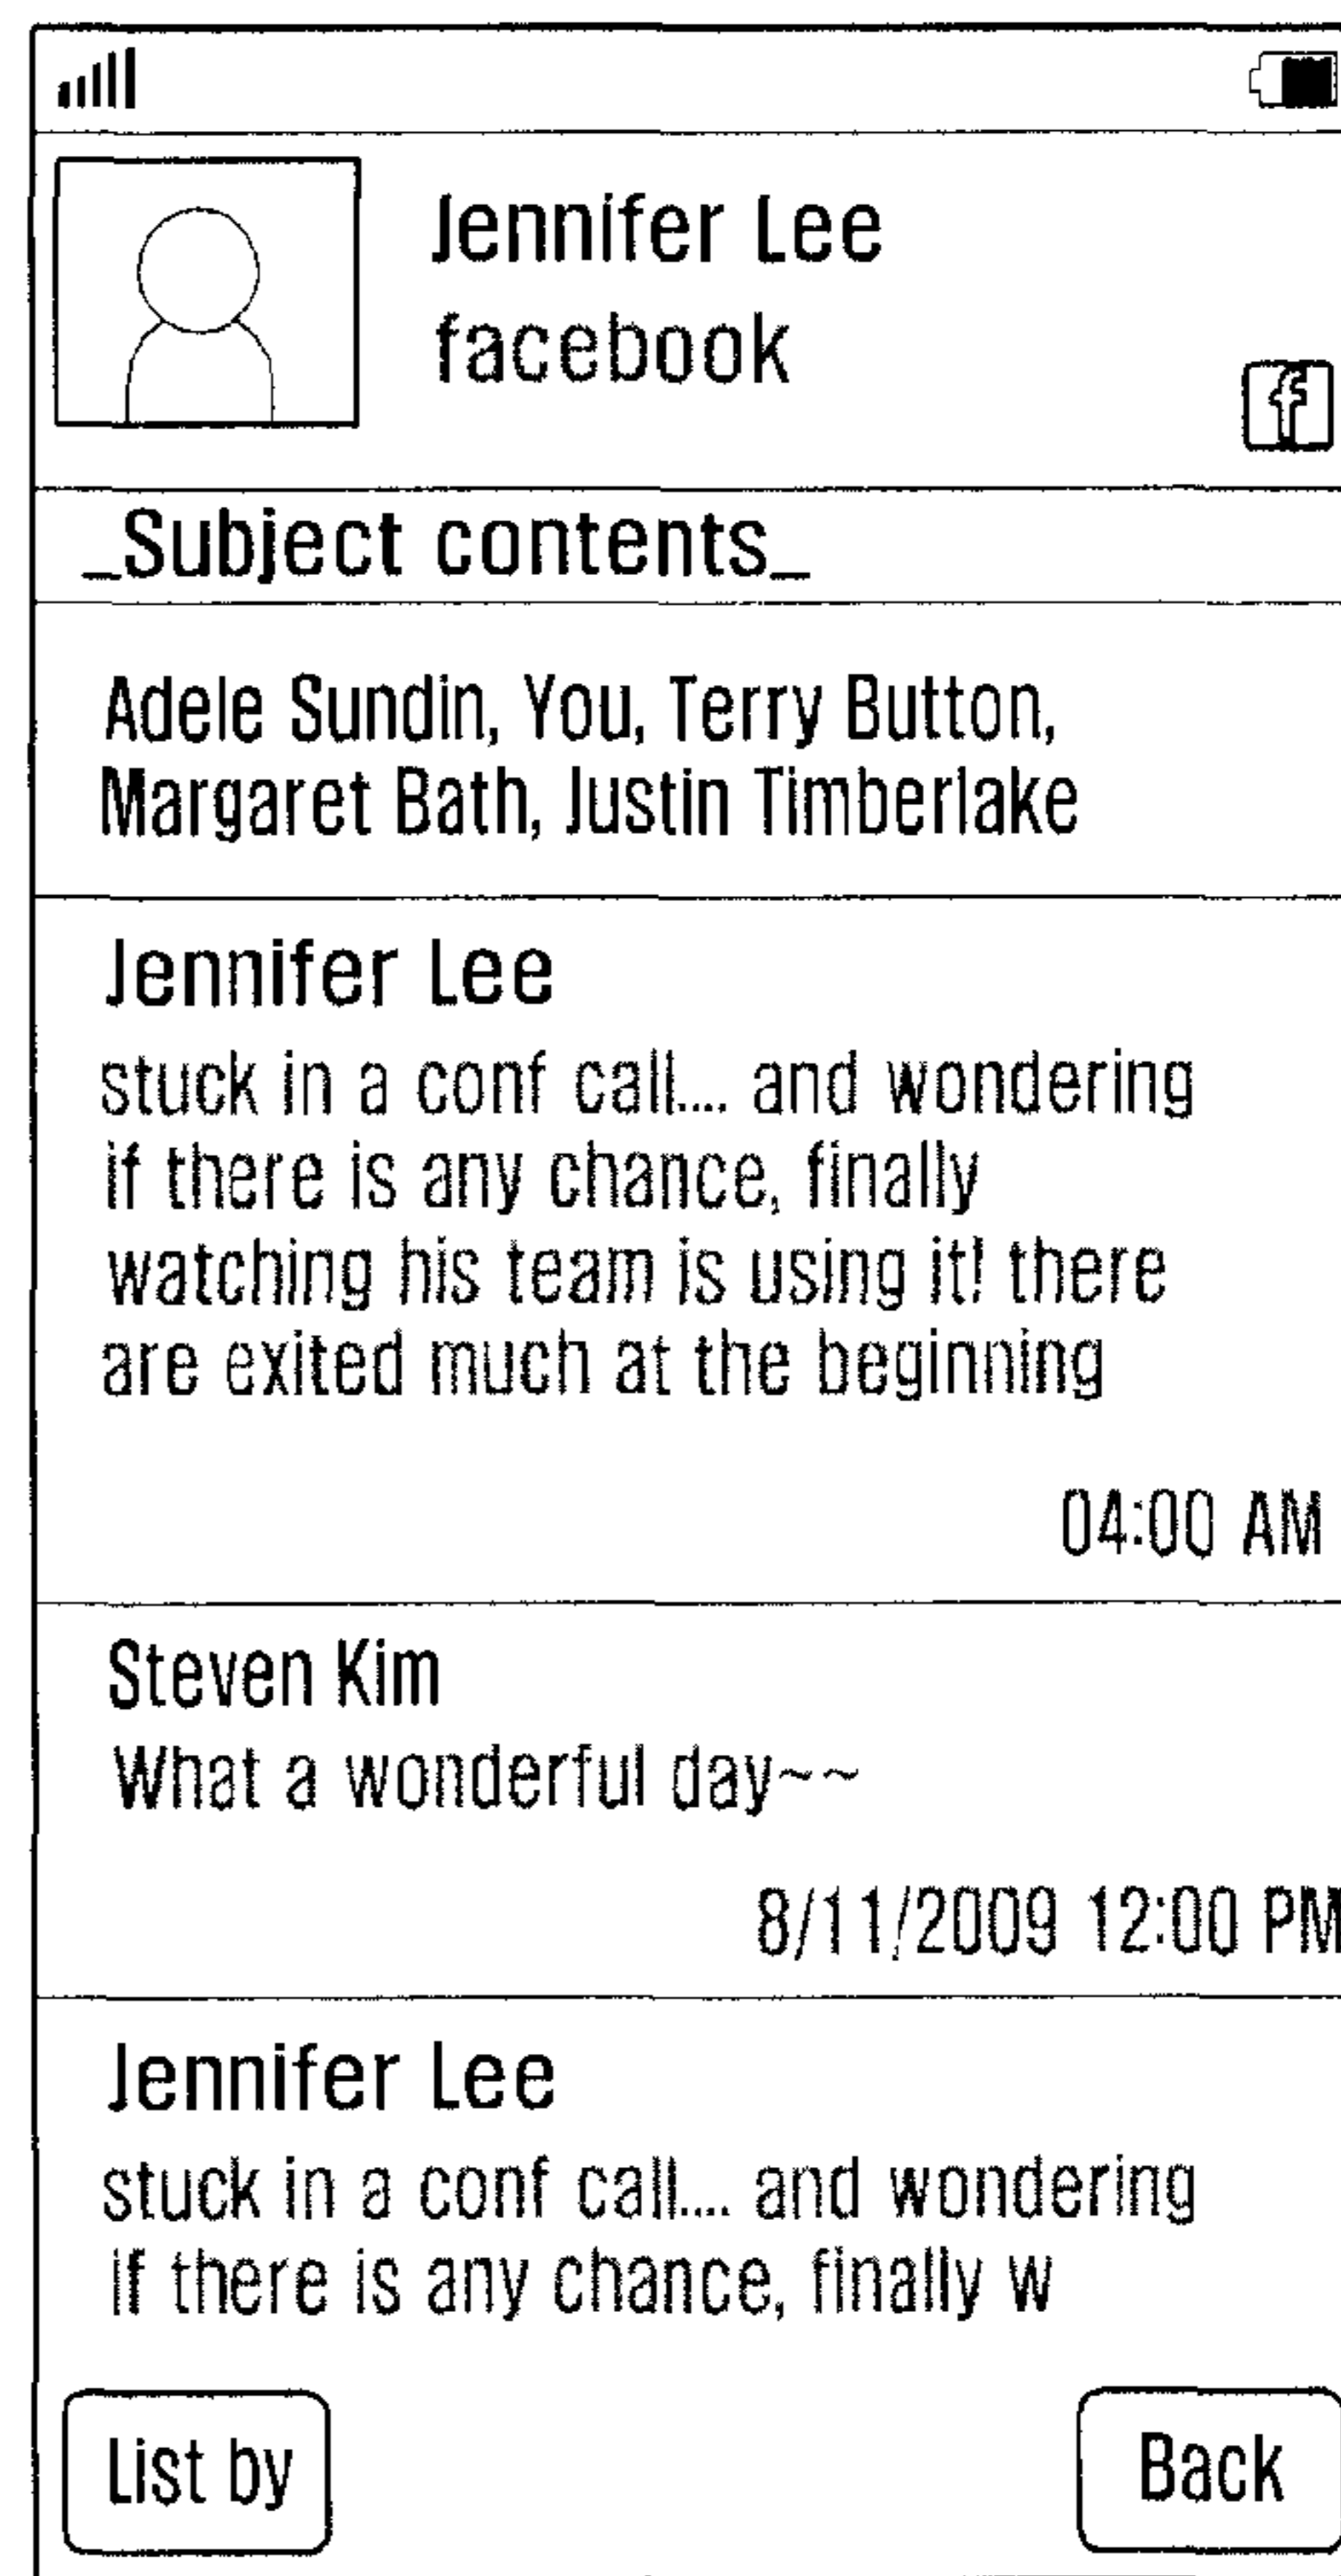 Jennifer Lee
facebook
f
_Subject contents_
Adele Sundin, You, Terry Button,
Margaret Bath, Justin Timberlake
Jennifer Lee
stuck in a conf call.... and wondering
if there is any chance, finally
watching his team is using it! there
are exited much at the beginning
04:00 AM
Steven Kim
What a wonderful day~~
8/11/2009 12:00 PM
Jennifer Lee
stuck in a conf call.... and wondering
if there is any chance, finally w
List by
Back